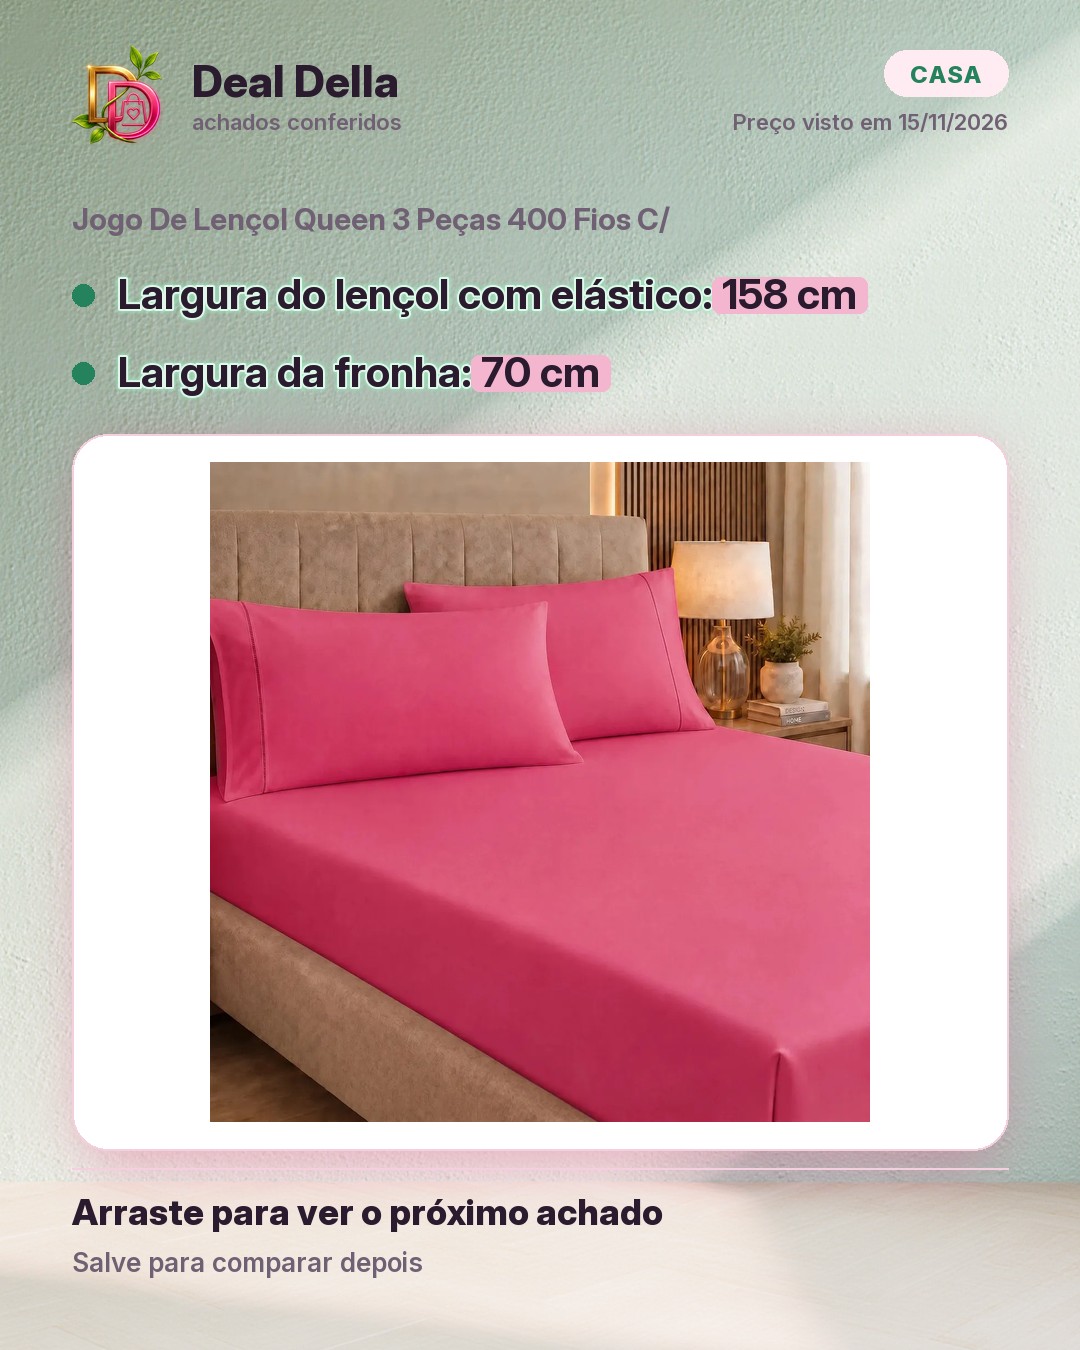 Deal Della
achados conferidos
CASA
Preço visto em 15/11/2026
Jogo De Lençol Queen 3 Peças 400 Fios C/
Largura do lençol com elástico: 158 cm
Largura da fronha: 70 cm
DESIGN
HOME
Arraste para ver o próximo achado
Salve para comparar depois